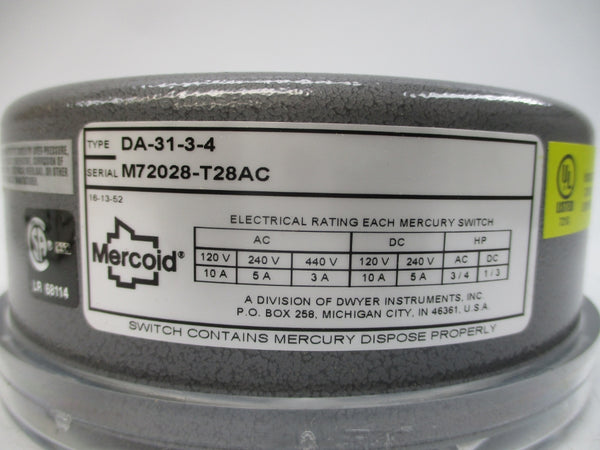 TYPE DA-31-3-4
SERIAL M72028-T28AC
16-13-52
Mercoid®
ELECTRICAL RATING EACH MERCURY SWITCH
AC DC HP
120 V 240 V 440 V 120 V 240 V AC DC
10 A 5 A 3 A 10 A 5 A 3/4 1/3
A DIVISION OF DWYER INSTRUMENTS, INC.
P.O. BOX 258, MICHIGAN CITY, IN 46361, U.S.A.
SWITCH CONTAINS MERCURY DISPOSE PROPERLY
LR 68114
UL
LISTED